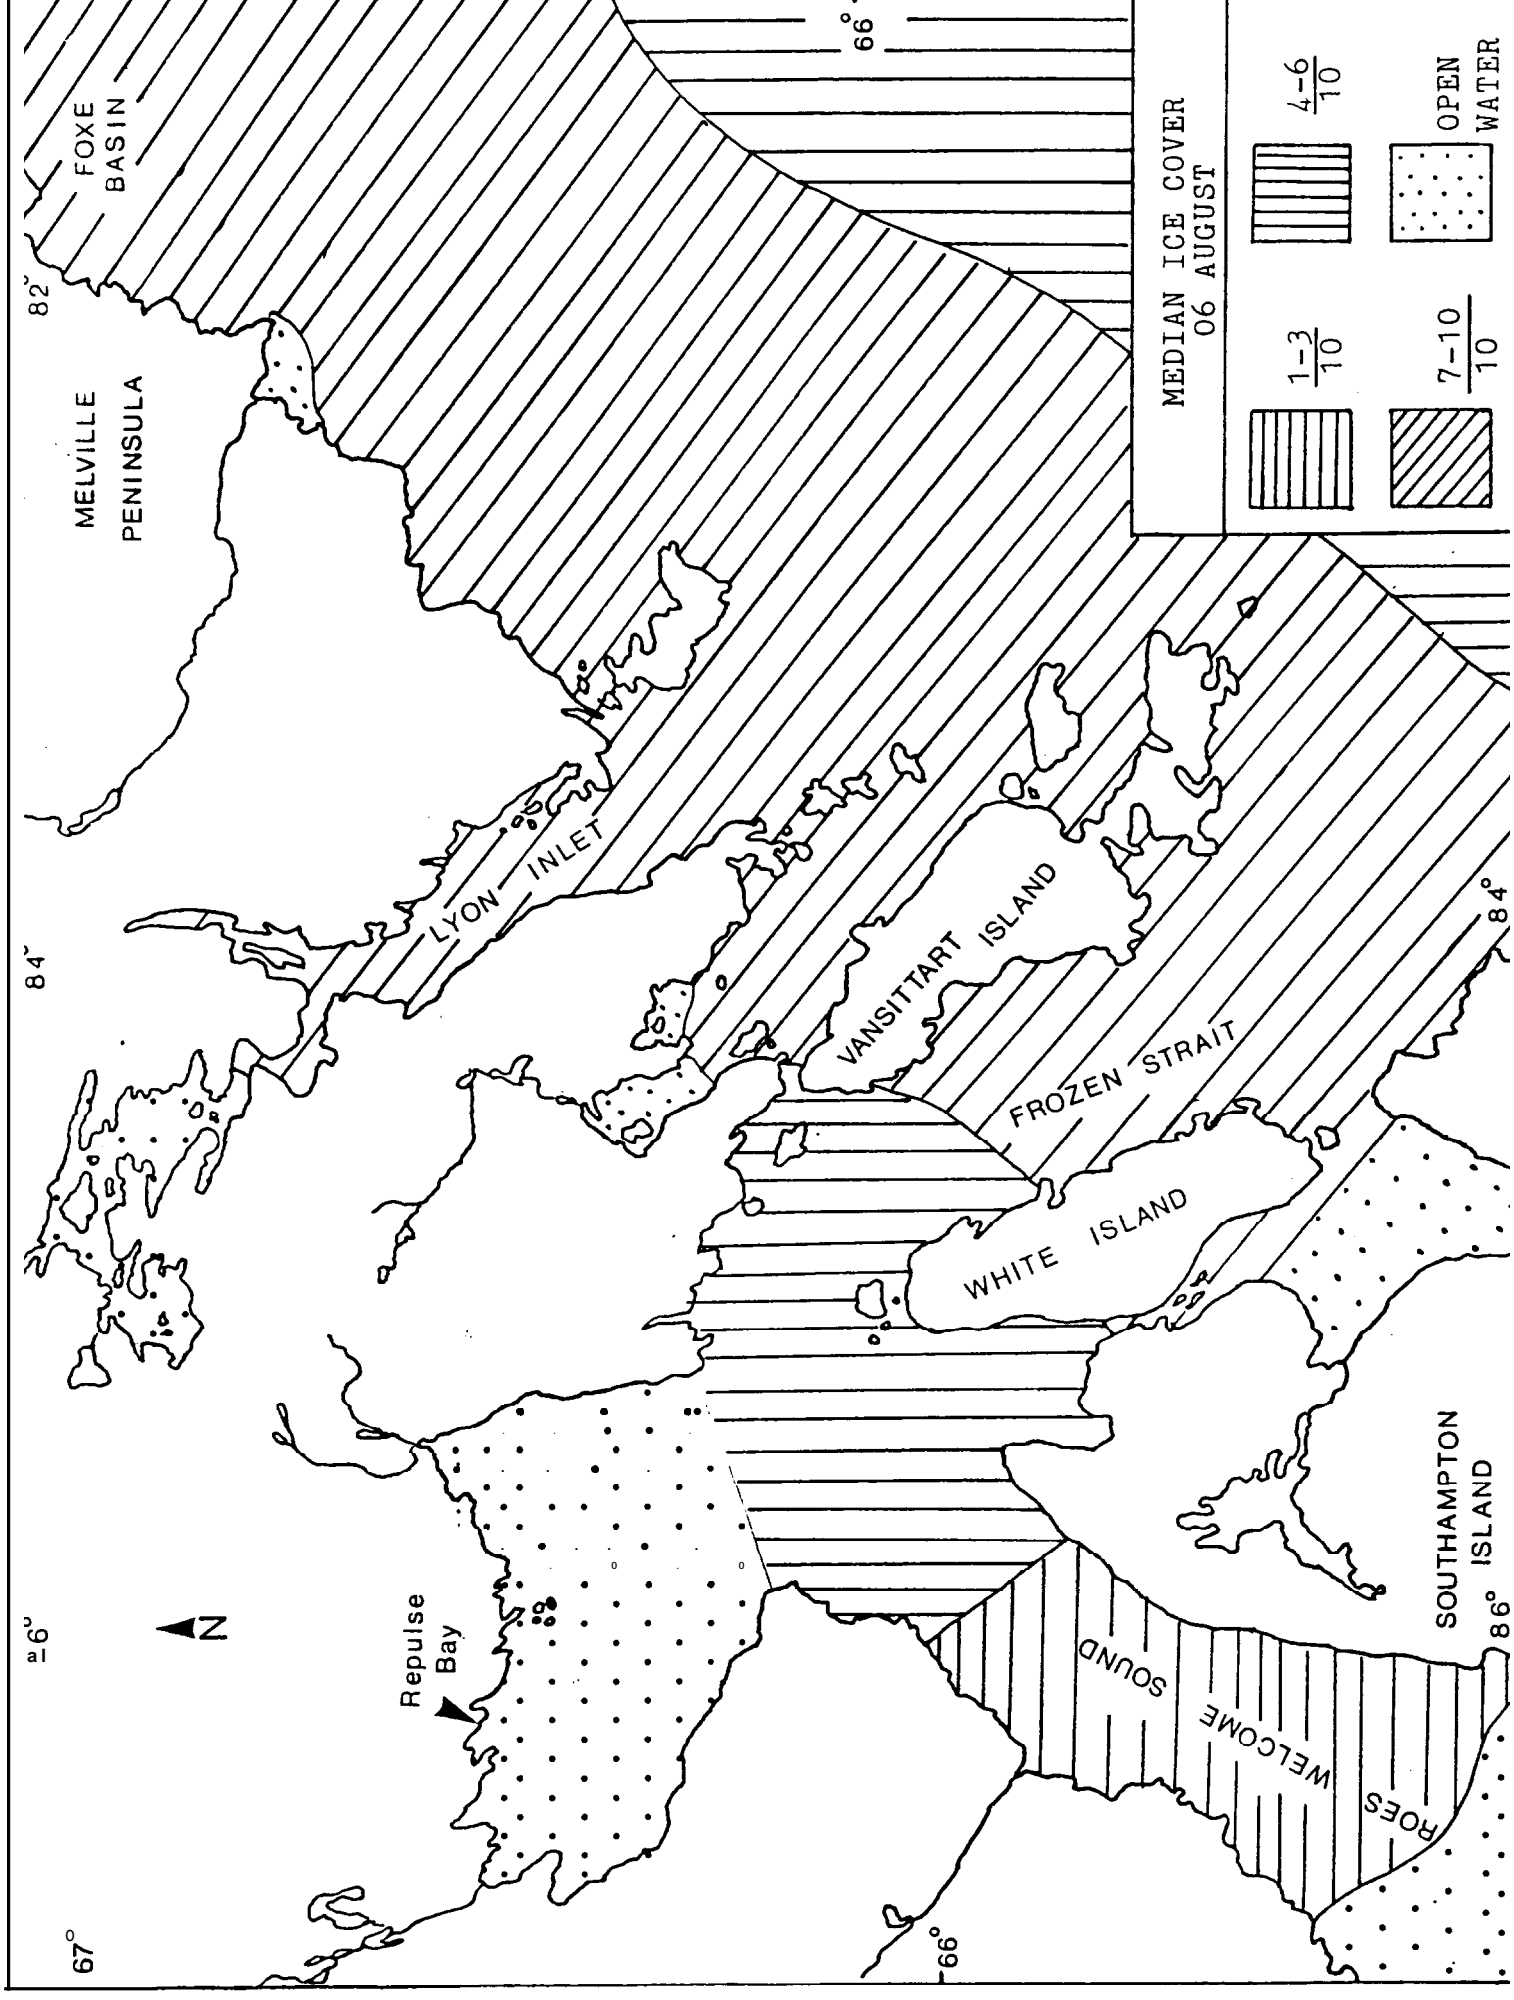 82°
84°
a16°
67°
66°
66°
84°
86°
N
FOXE
BASIN
MELVILLE
PENINSULA
LYON INLET
Repulse
Bay
VANSITTART ISLAND
FROZEN STRAIT
WHITE ISLAND
SOUTHAMPTON
ISLAND
ROES WELCOME SOUND
MEDIAN ICE COVER
06 AUGUST
1-3
10
4-6
10
7-10
10
OPEN
WATER